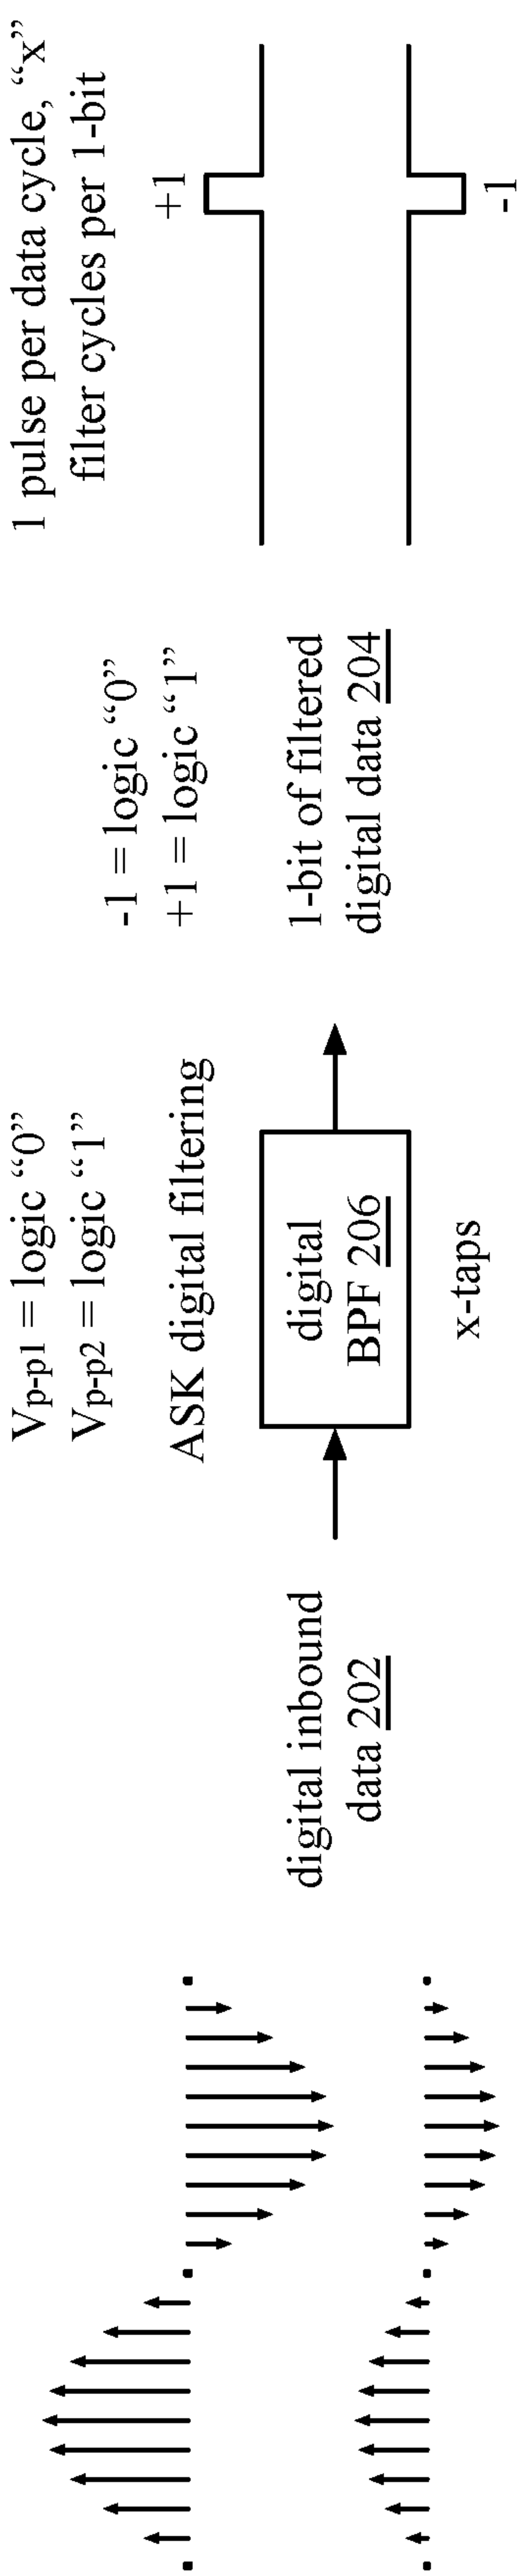 digital inbound
data 202
Vp-p1 = logic “0”
Vp-p2 = logic “1”
ASK digital filtering
digital
BPF 206
x-taps
-1 = logic “0”
+1 = logic “1”
1-bit of filtered
digital data 204
1 pulse per data cycle, “x”
filter cycles per 1-bit
+1
-1